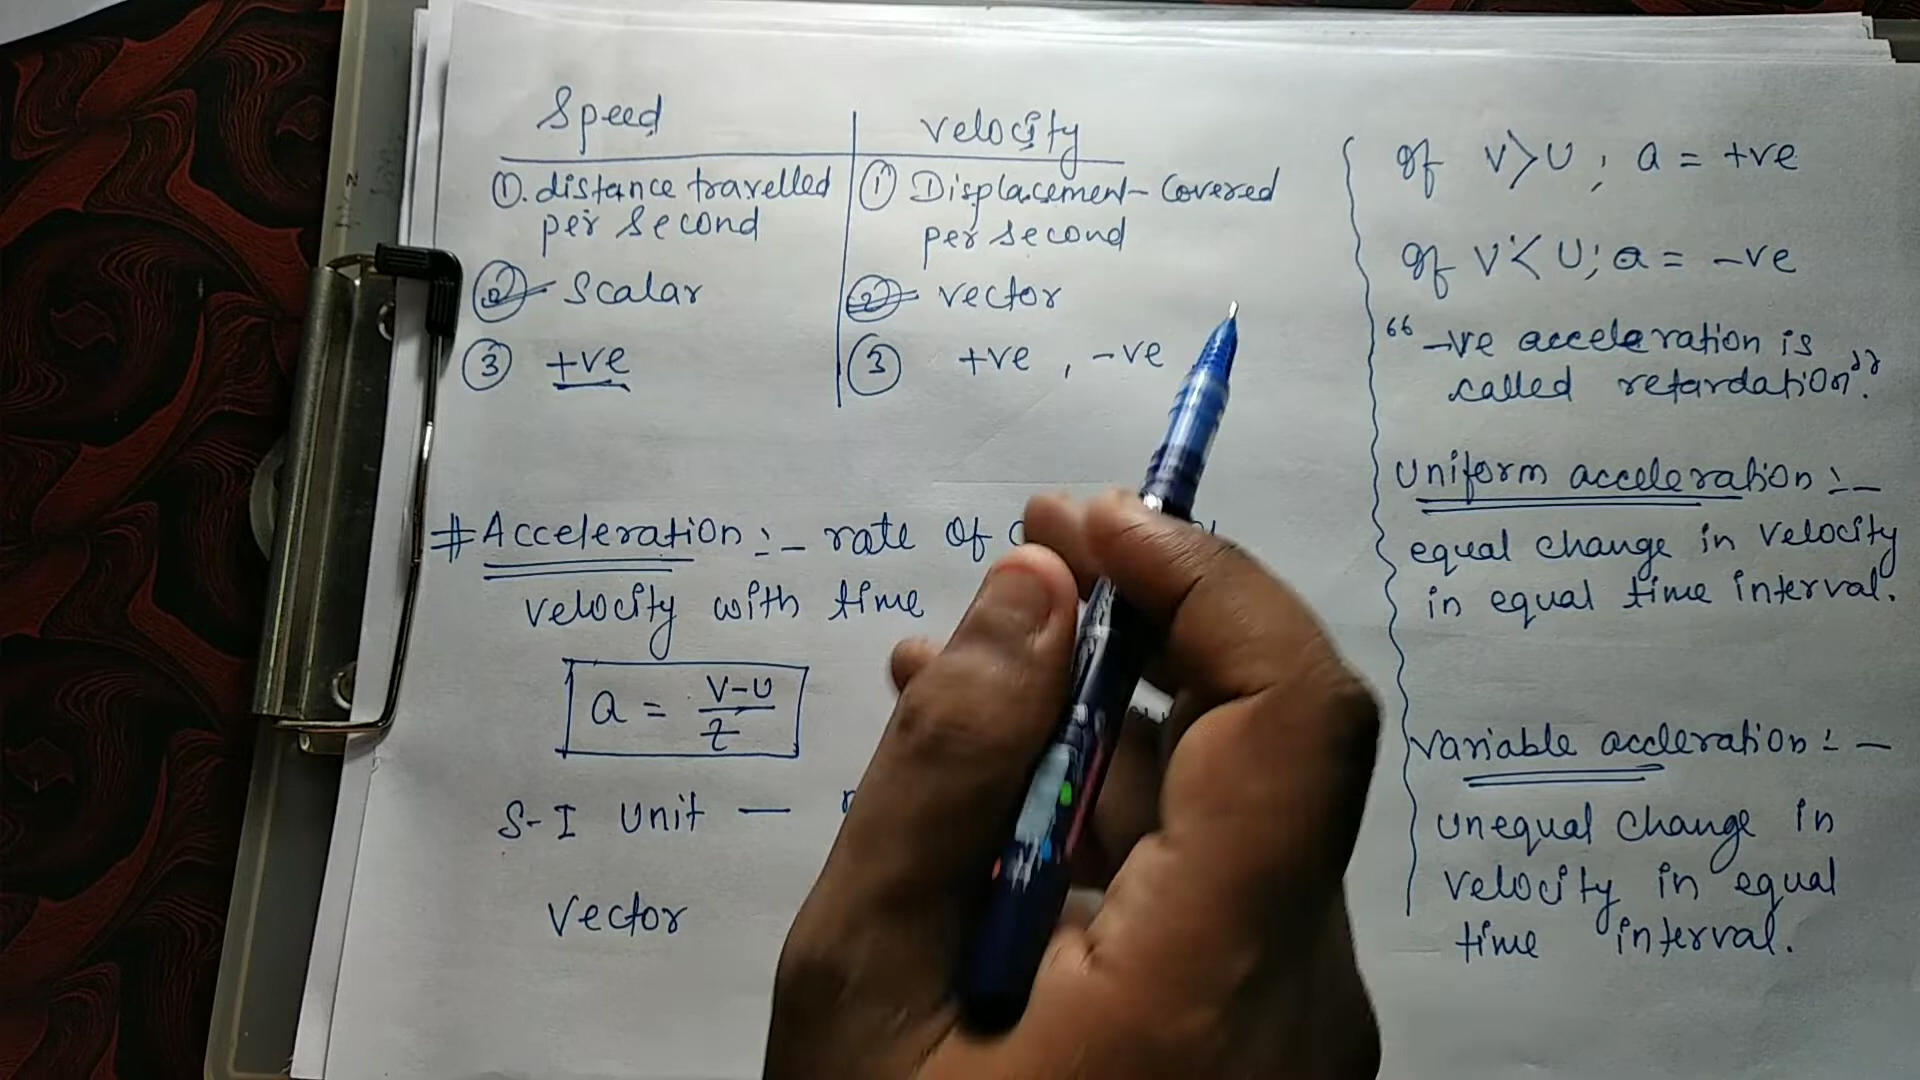 Speed
① distance travelled
per second
② Scalar
③ +ve
velocity
① Displacement covered
per second
② vector
③ +ve , -ve
# Acceleration :- rate of
velocity with time
a = v-u/t
S-I unit —
Vector
If v>u ; a = +ve
If v<u ; a = -ve
“-ve acceleration is
called retardation”.
uniform acceleration :-
equal change in velocity
in equal time interval.
variable accleration :-
unequal change in
velocity in equal
time interval.